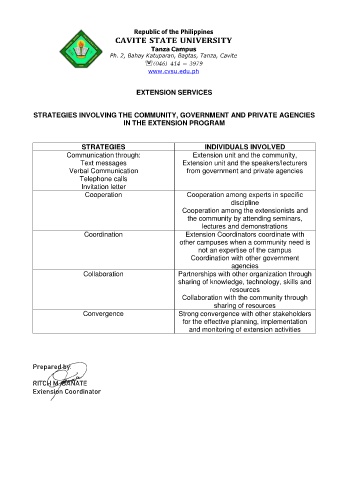 Republic of the Philippines
CAVITE STATE UNIVERSITY
Tanza Campus
Ph. 2, Bahay Katuparan, Bagtas, Tanza, Cavite
(046) 414 – 3979
www.cvsu.edu.ph
EXTENSION SERVICES
STRATEGIES INVOLVING THE COMMUNITY, GOVERNMENT AND PRIVATE AGENCIES
IN THE EXTENSION PROGRAM
STRATEGIES
INDIVIDUALS INVOLVED
Communication through:
Text messages
Verbal Communication
Telephone calls
Invitation letter
Extension unit and the community,
Extension unit and the speakers/lecturers
from government and private agencies
Cooperation
Cooperation among experts in specific
discipline
Cooperation among the extensionists and
the community by attending seminars,
lectures and demonstrations
Coordination
Extension Coordinators coordinate with
other campuses when a community need is
not an expertise of the campus
Coordination with other government
agencies
Collaboration
Partnerships with other organization through
sharing of knowledge, technology, skills and
resources
Collaboration with the community through
sharing of resources
Convergence
Strong convergence with other stakeholders
for the effective planning, implementation
and monitoring of extension activities
Prepared by:
RITCH M.
Extension Coordinator